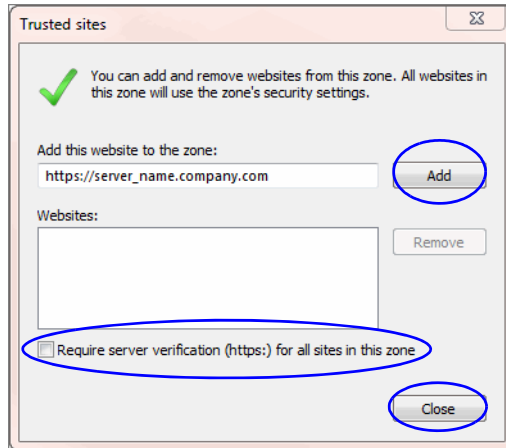 Trusted sites
You can add and remove websites from this zone. All websites in
this zone will use the zone's security settings.
Add this website to the zone:
https://server_name.company.com
Add
Websites:
Remove
Require server verification (https:) for all sites in this zone
Close